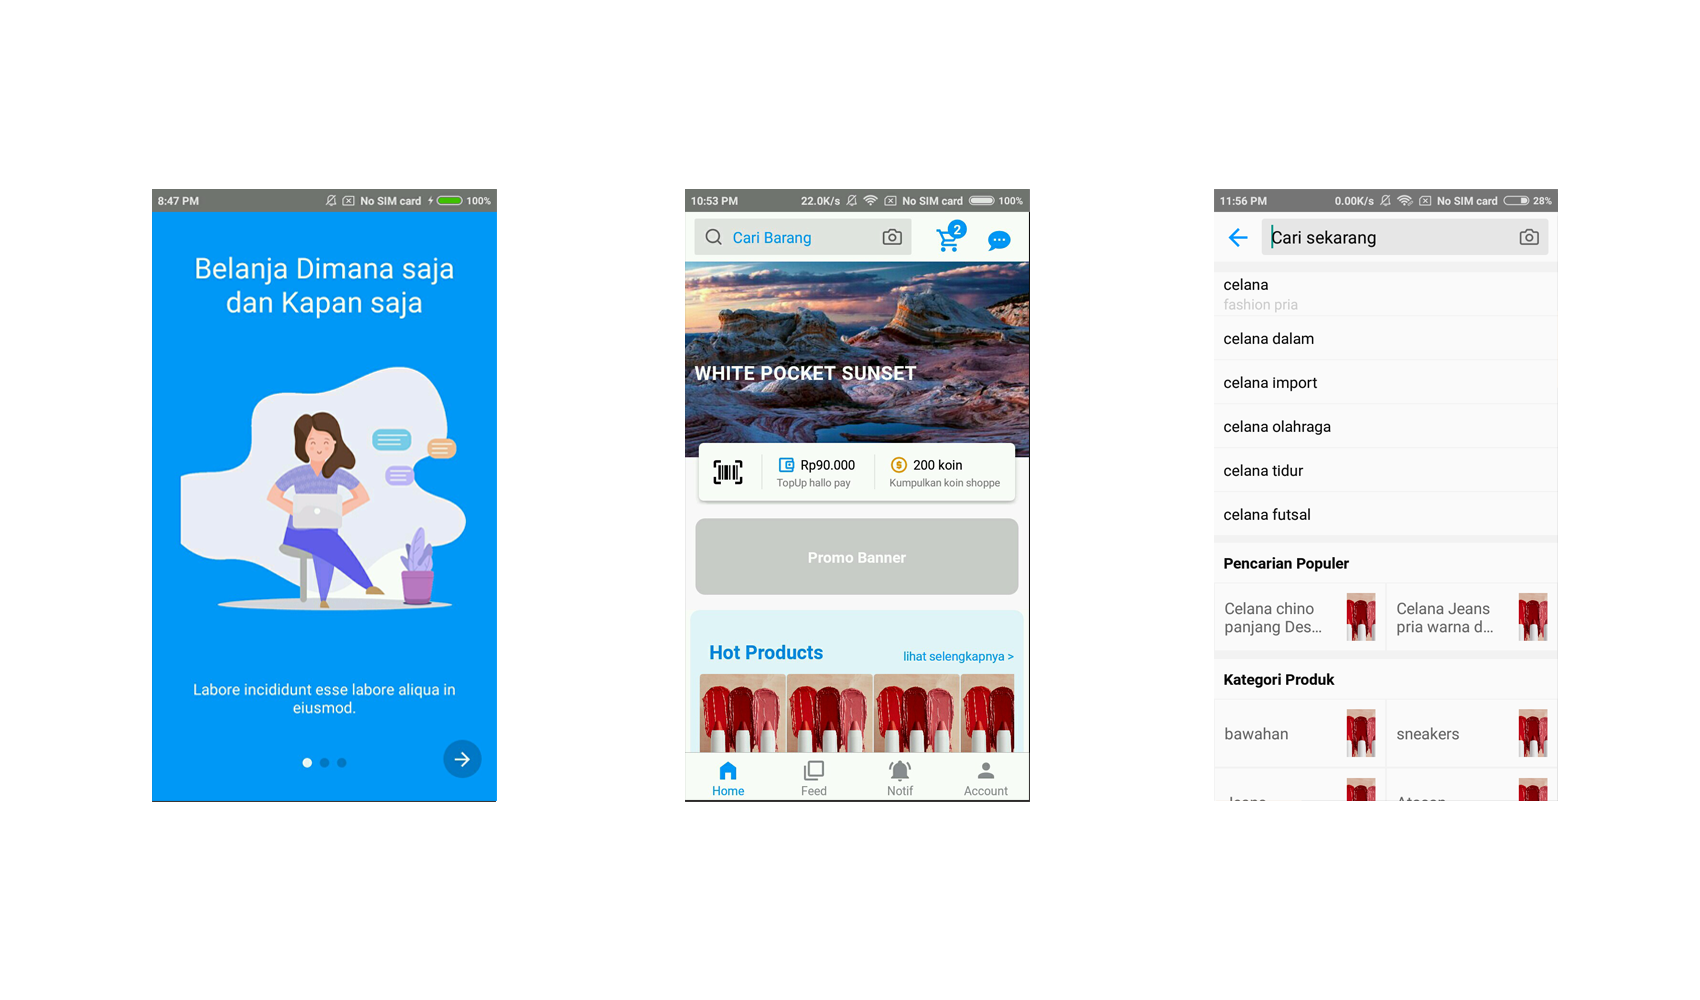 8:47 PM No SIM card 100%
Belanja Dimana saja
dan Kapan saja
Labore incididunt esse labore aliqua in
eiusmod.
10:53 PM 22.0K/s No SIM card 100%
Cari Barang
2
WHITE POCKET SUNSET
Rp90.000
TopUp hallo pay
200 koin
Kumpulkan koin shoppe
Promo Banner
Hot Products
lihat selengkapnya >
Home
Feed
Notif
Account
11:56 PM 0.00K/s No SIM card 28%
Cari sekarang
celana
fashion pria
celana dalam
celana import
celana olahraga
celana tidur
celana futsal
Pencarian Populer
Celana chino
panjang Des...
Celana Jeans
pria warna d...
Kategori Produk
bawahan
sneakers